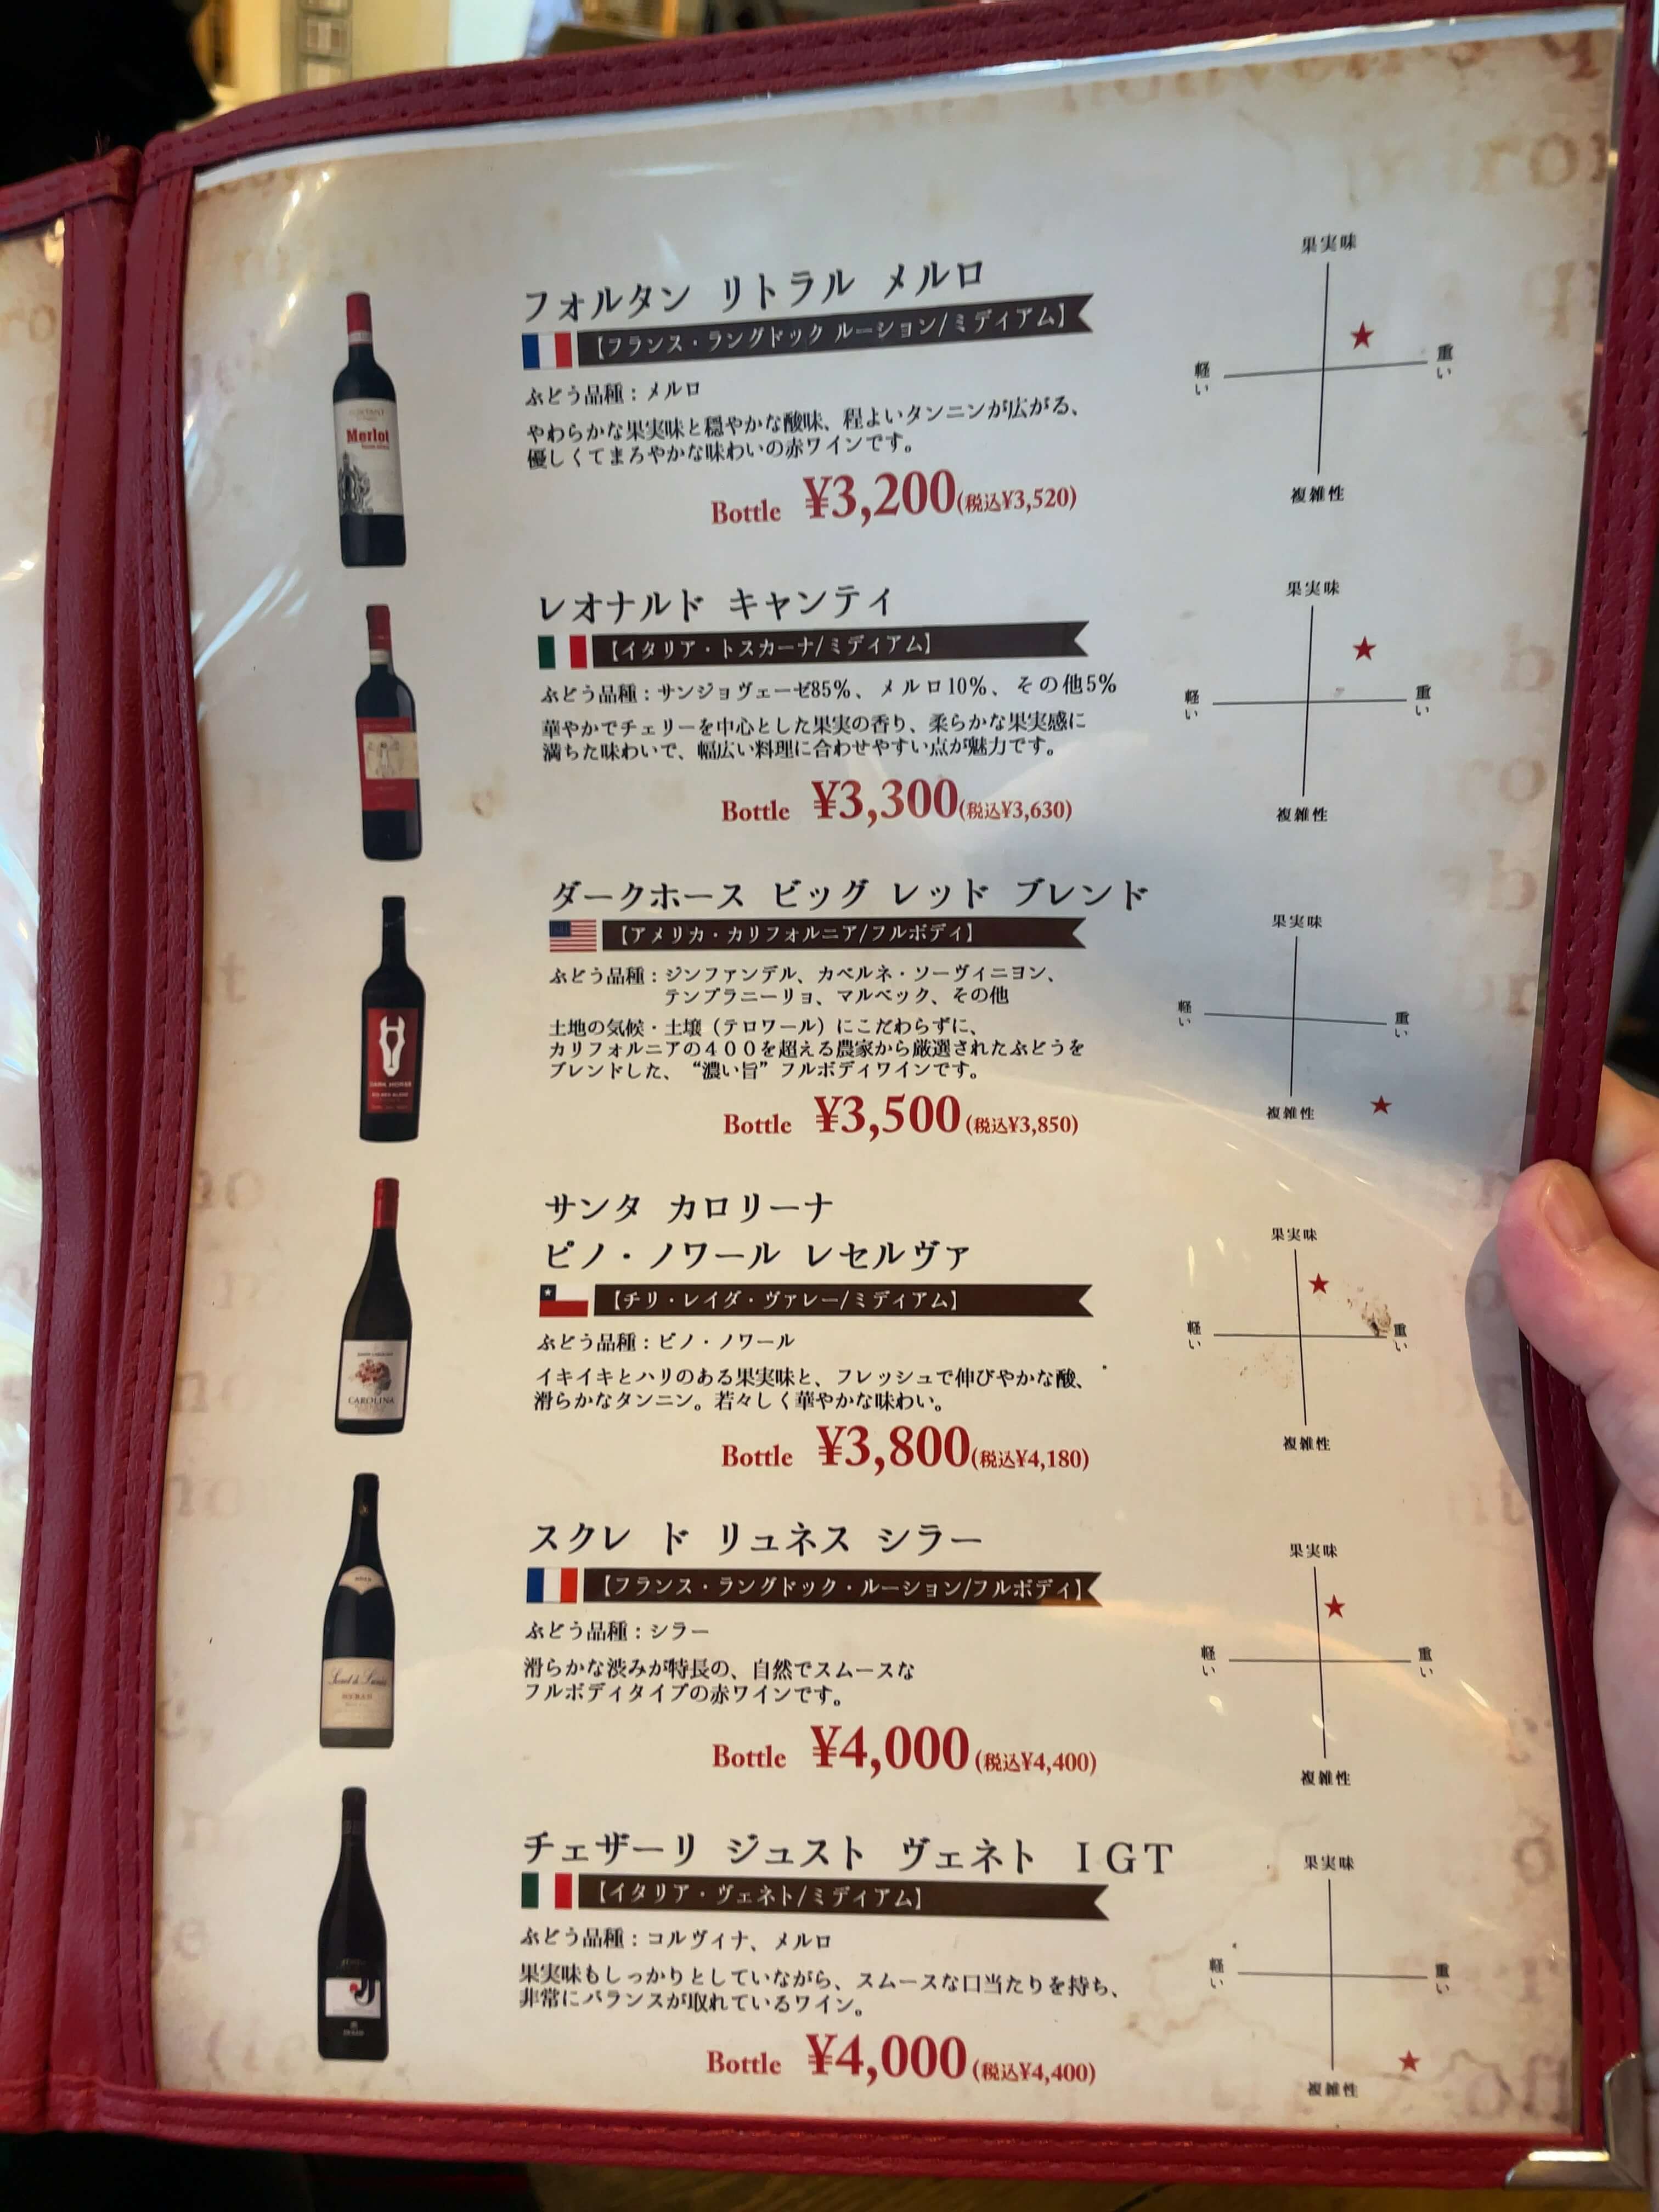 フォルタン リトラル メルロ
【フランス・ラングドック ルーション/ミディアム】
ぶどう品種：メルロ
やわらかな果実味と穏やかな酸味、程よいタンニンが広がる、
優しくてまろやかな味わいの赤ワインです。
Bottle ¥3,200(税込¥3,520)
果実味
軽い
重い
複雑性
Merlot
レオナルド キャンティ
【イタリア・トスカーナ/ミディアム】
ぶどう品種：サンジョヴェーゼ85%、メルロ10%、その他5%
華やかでチェリーを中心とした果実の香り、柔らかな果実感に
満ちた味わいで、幅広い料理に合わせやすい点が魅力です。
Bottle ¥3,300(税込¥3,630)
果実味
軽い
重い
複雑性
ダークホース ビッグ レッド ブレンド
【アメリカ・カリフォルニア/フルボディ】
ぶどう品種：ジンファンデル、カベルネ・ソーヴィニヨン、
テンプラニーリョ、マルベック、その他
土地の気候・土壌（テロワール）にこだわらずに、
カリフォルニアの４００を超える農家から厳選されたぶどうを
ブレンドした、“濃い旨”フルボディワインです。
Bottle ¥3,500(税込¥3,850)
果実味
軽い
重い
複雑性
DARK HORSE
サンタ カロリーナ
ピノ・ノワール レセルヴァ
【チリ・レイダ・ヴァレー/ミディアム】
ぶどう品種：ピノ・ノワール
イキイキとハリのある果実味と、フレッシュで伸びやかな酸、
滑らかなタンニン。若々しく華やかな味わい。
Bottle ¥3,800(税込¥4,180)
果実味
軽い
重い
複雑性
CAROLINA
スクレ ド リュネス シラー
【フランス・ラングドック・ルーション/フルボディ】
ぶどう品種：シラー
滑らかな渋みが特長の、自然でスムースな
フルボディタイプの赤ワインです。
Bottle ¥4,000(税込¥4,400)
果実味
軽い
重い
複雑性
チェザーリ ジュスト ヴェネト ＩＧＴ
【イタリア・ヴェネト/ミディアム】
ぶどう品種：コルヴィナ、メルロ
果実味もしっかりとしていながら、スムースな口当たりを持ち、
非常にバランスが取れているワイン。
Bottle ¥4,000(税込¥4,400)
果実味
軽い
重い
複雑性